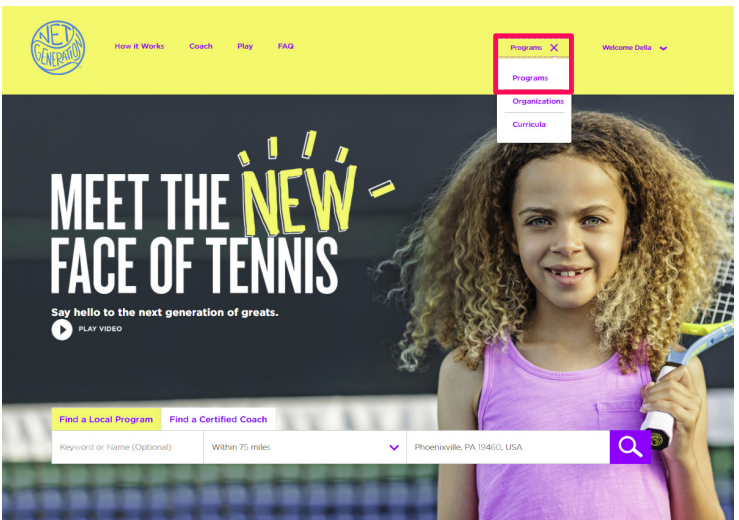 NET
GENERATION
How it Works
Coach
Play
FAQ
Programs
Welcome Delia
Programs
Organizations
Curricula
MEET THE NEW
FACE OF TENNIS
Say hello to the next generation of greats.
PLAY VIDEO
Find a Local Program
Find a Certified Coach
Keyword or Name (Optional)
Within 75 miles
Phoenixville, PA 19460, USA